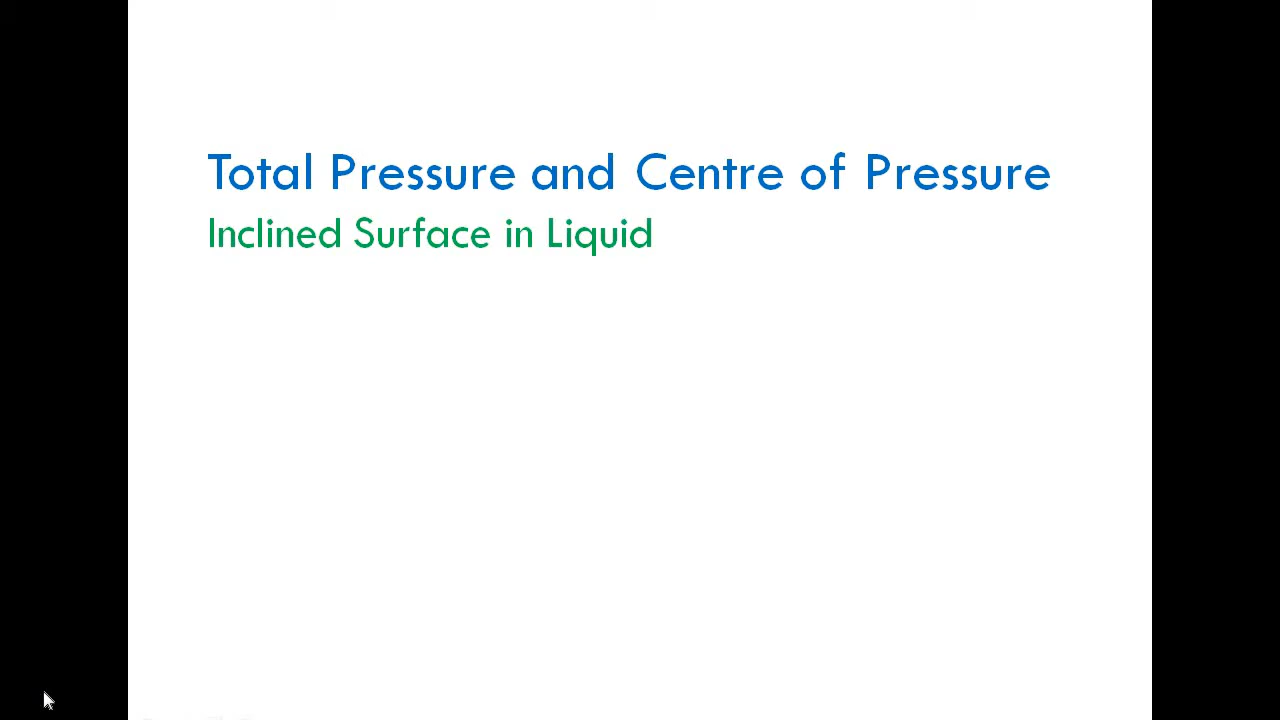 Total Pressure and Centre of Pressure
Inclined Surface in Liquid